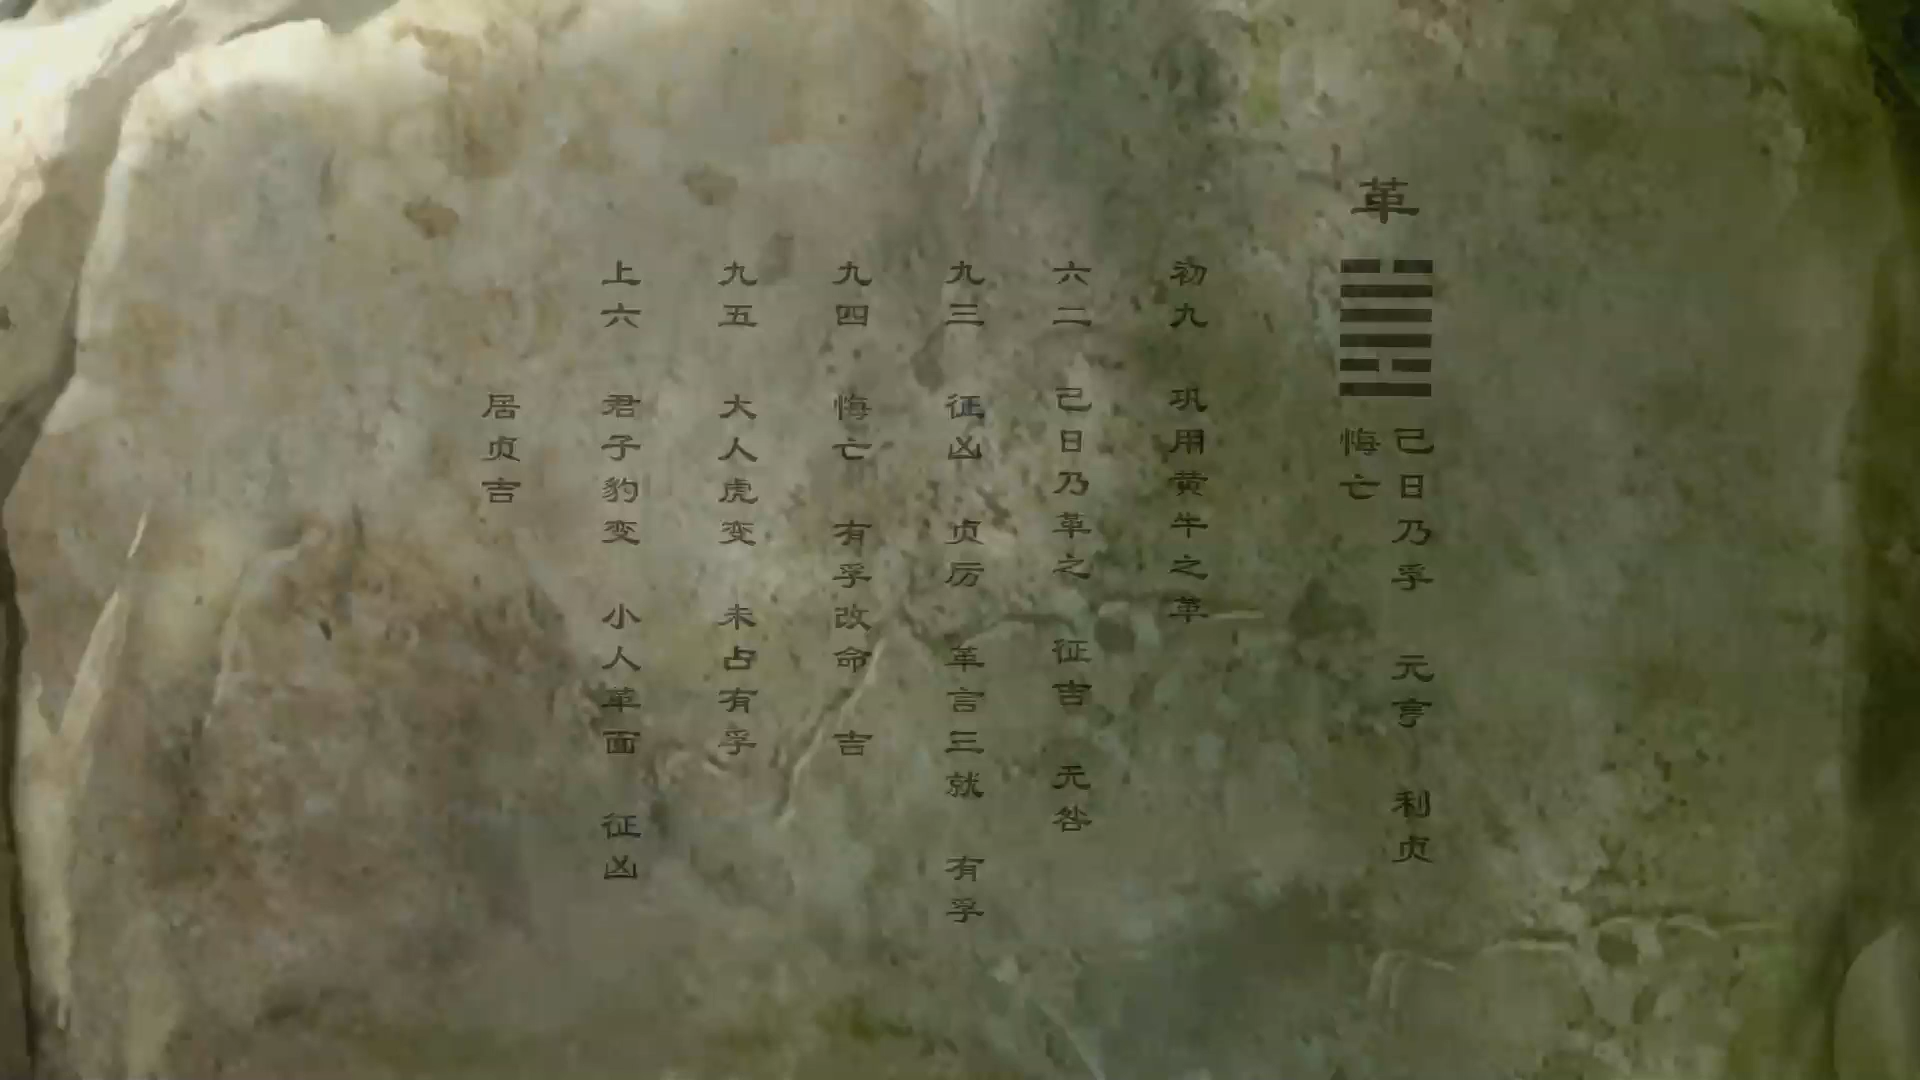 革
己日乃孚 元亨 利贞
悔亡
初九 巩用黄牛之革
六二 己日乃革之 征吉 无咎
九三 征凶 贞厉 革言三就 有孚
九四 悔亡 有孚改命 吉
九五 大人虎变 未占有孚
上六 君子豹变 小人革面 征凶
居贞吉